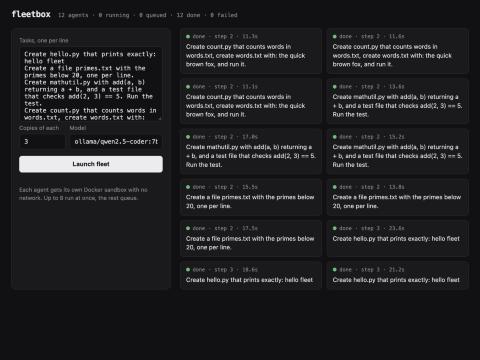 fleetbox 12 agents · 0 running · 0 queued · 12 done · 0 failed
Tasks, one per line
Create hello.py that prints exactly:
hello fleet
Create a file primes.txt with the
primes below 20, one per line.
Create mathutil.py with add(a, b)
returning a + b, and a test file
that checks add(2, 3) == 5. Run the
test.
Create count.py that counts words in
words.txt, create words.txt with:
Copies of each Model
3 ollama/qwen2.5-coder:7b
Launch fleet
Each agent gets its own Docker sandbox with no
network. Up to 8 run at once, the rest queue.
done · step 2 · 11.3s
Create count.py that counts words in
words.txt, create words.txt with: the quick
brown fox, and run it.
done · step 2 · 11.6s
Create count.py that counts words in
words.txt, create words.txt with: the quick
brown fox, and run it.
done · step 2 · 11.1s
Create count.py that counts words in
words.txt, create words.txt with: the quick
brown fox, and run it.
done · step 2 · 13.6s
Create mathutil.py with add(a, b) returning a
+ b, and a test file that checks add(2, 3) == 5.
Run the test.
done · step 2 · 17.0s
Create mathutil.py with add(a, b) returning a
+ b, and a test file that checks add(2, 3) == 5.
Run the test.
done · step 2 · 15.2s
Create mathutil.py with add(a, b) returning a
+ b, and a test file that checks add(2, 3) == 5.
Run the test.
done · step 2 · 15.5s
Create a file primes.txt with the primes below
20, one per line.
done · step 2 · 13.8s
Create a file primes.txt with the primes below
20, one per line.
done · step 2 · 17.5s
Create a file primes.txt with the primes below
20, one per line.
done · step 3 · 23.6s
Create hello.py that prints exactly: hello fleet
done · step 3 · 18.6s
Create hello.py that prints exactly: hello fleet
done · step 3 · 21.2s
Create hello.py that prints exactly: hello fleet